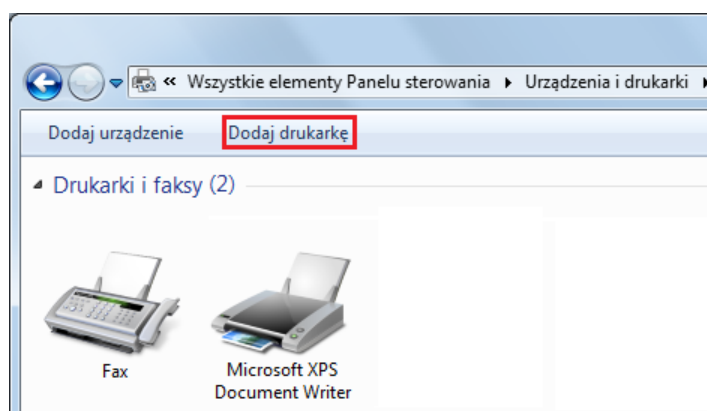 « Wszystkie elementy Panelu sterowania ▸ Urządzenia i drukarki ▸
Dodaj urządzenie Dodaj drukarkę
Drukarki i faksy (2)
Fax
Microsoft XPS
Document Writer